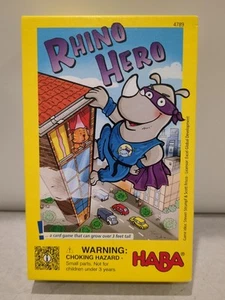 4789
RHINO
HERO
... a card game that can grow over 3 feet tall
WARNING:
CHOKING HAZARD -
Small parts. Not for
children under 3 years
HABA